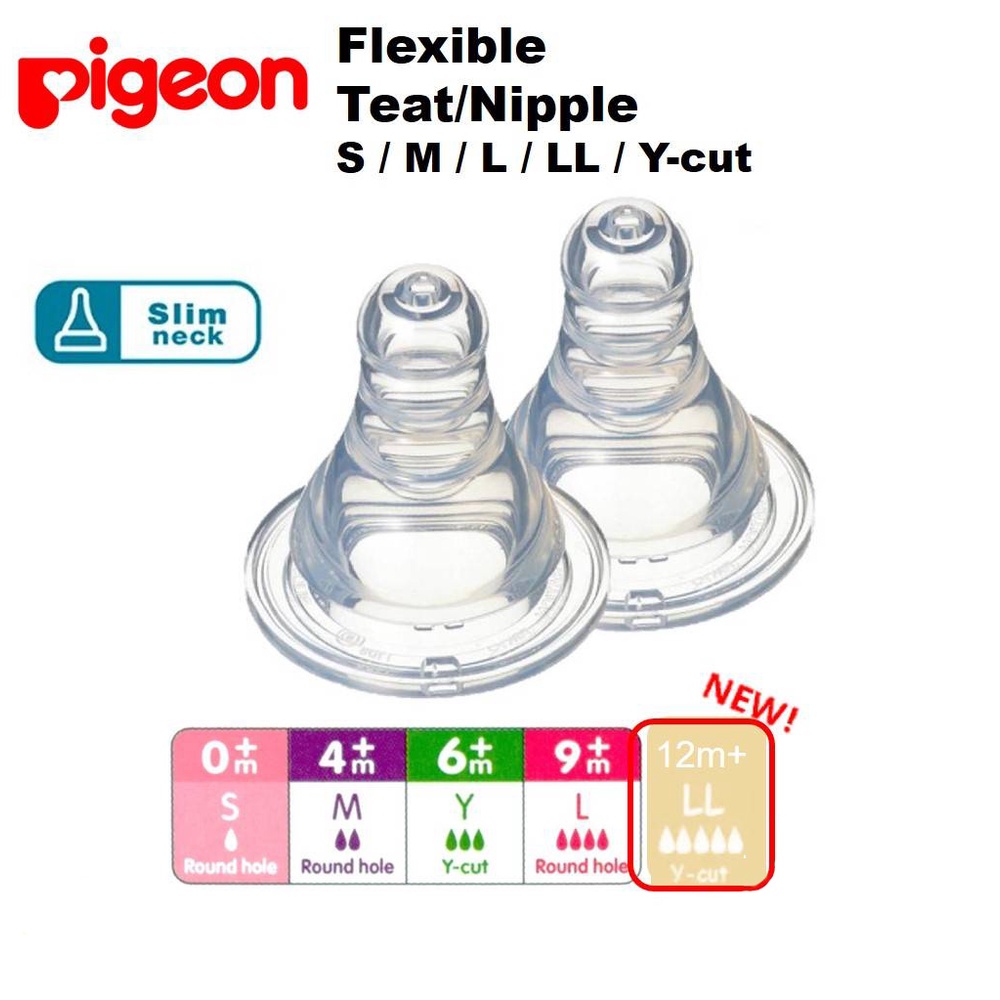 pigeon
Flexible
Teat/Nipple
S / M / L / LL / Y-cut
Slim
neck
NEW!
0+m 4+m 6+m 9+m 12m+
S M Y L LL
Round hole Round hole Y-cut Round hole Y-cut